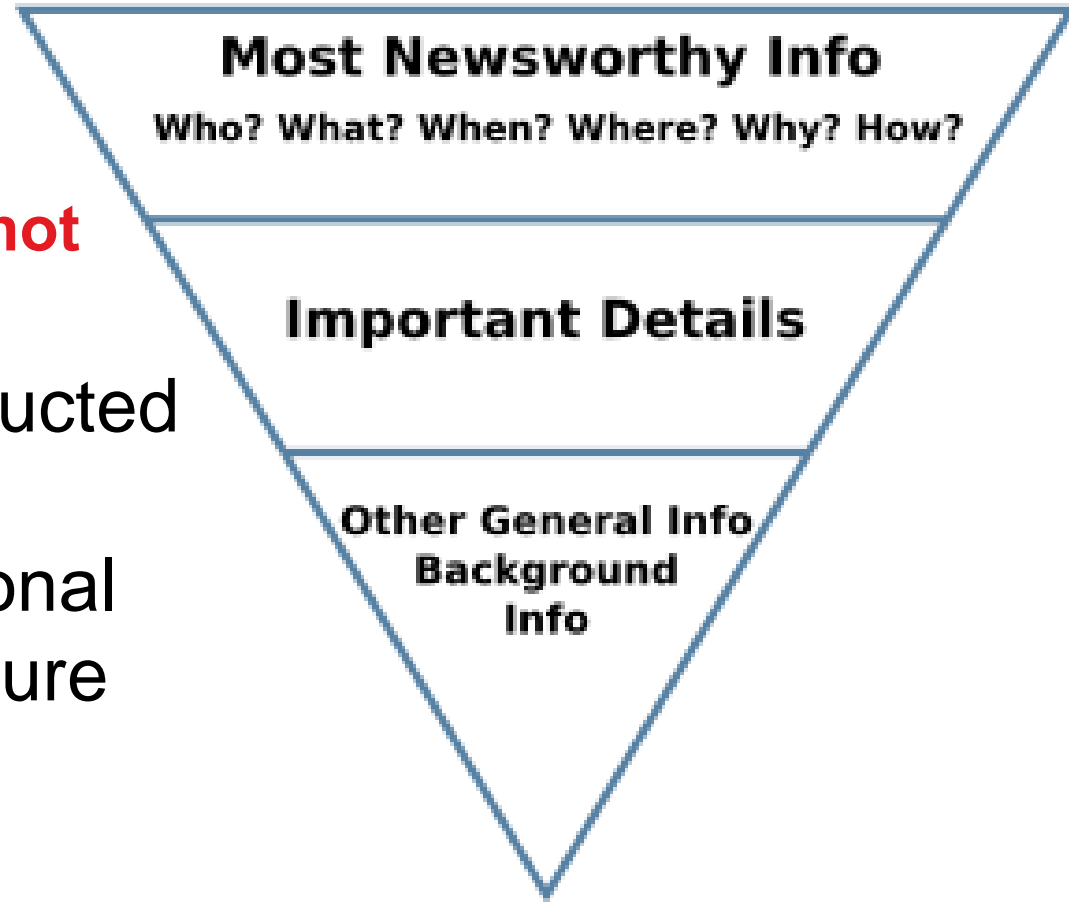 Most Newsworthy Info
Who? What? When? Where? Why? How?
not
Important Details
ucted
Other General Info
Background
onal
Info
ure